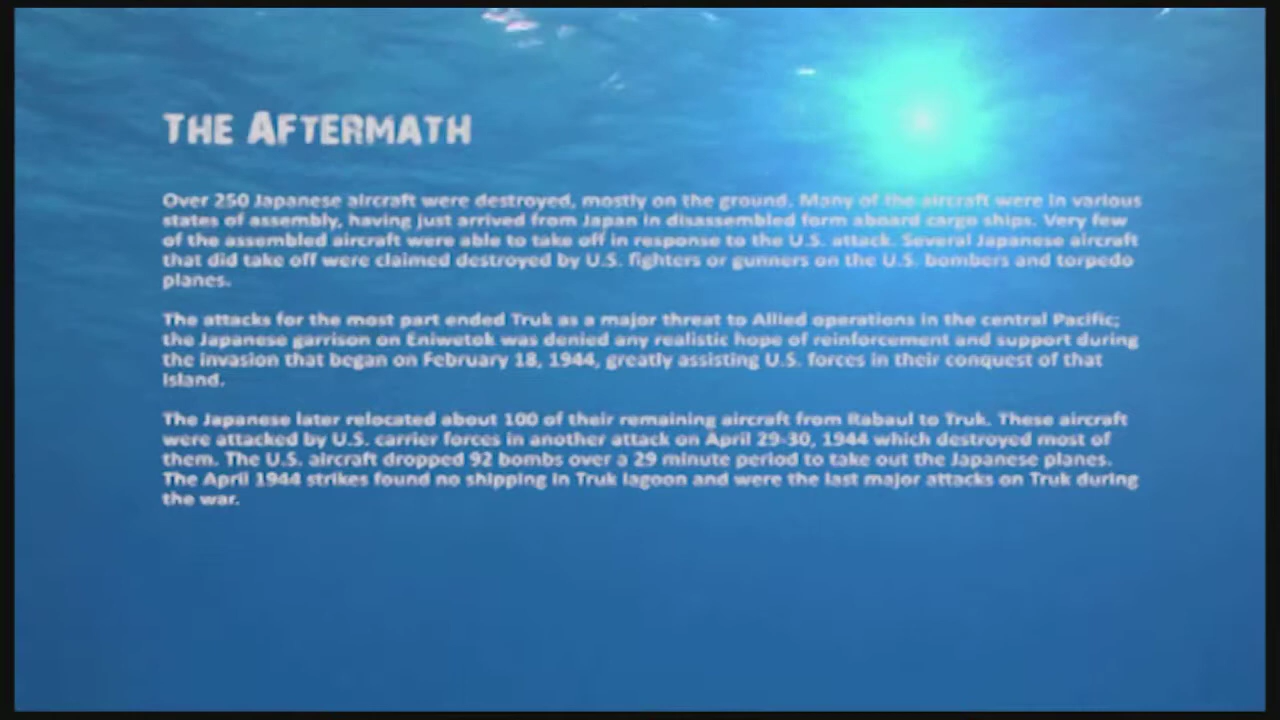 THE AFTERMATH
Over 250 Japanese aircraft were destroyed, mostly on the ground. Many of the aircraft were in various
states of assembly, having just arrived from Japan in disassembled form aboard cargo ships. Very few
of the assembled aircraft were able to take off in response to the U.S. attack. Several Japanese aircraft
that did take off were claimed destroyed by U.S. fighters or gunners on the U.S. bombers and torpedo
planes.
The attacks for the most part ended Truk as a major threat to Allied operations in the central Pacific;
the Japanese garrison on Eniwetok was denied any realistic hope of reinforcement and support during
the invasion that began on February 18, 1944, greatly assisting U.S. forces in their conquest of that
island.
The Japanese later relocated about 100 of their remaining aircraft from Rabaul to Truk. These aircraft
were attacked by U.S. carrier forces in another attack on April 29-30, 1944 which destroyed most of
them. The U.S. aircraft dropped 92 bombs over a 29 minute period to take out the Japanese planes.
The April 1944 strikes found no shipping in Truk lagoon and were the last major attacks on Truk during
the war.